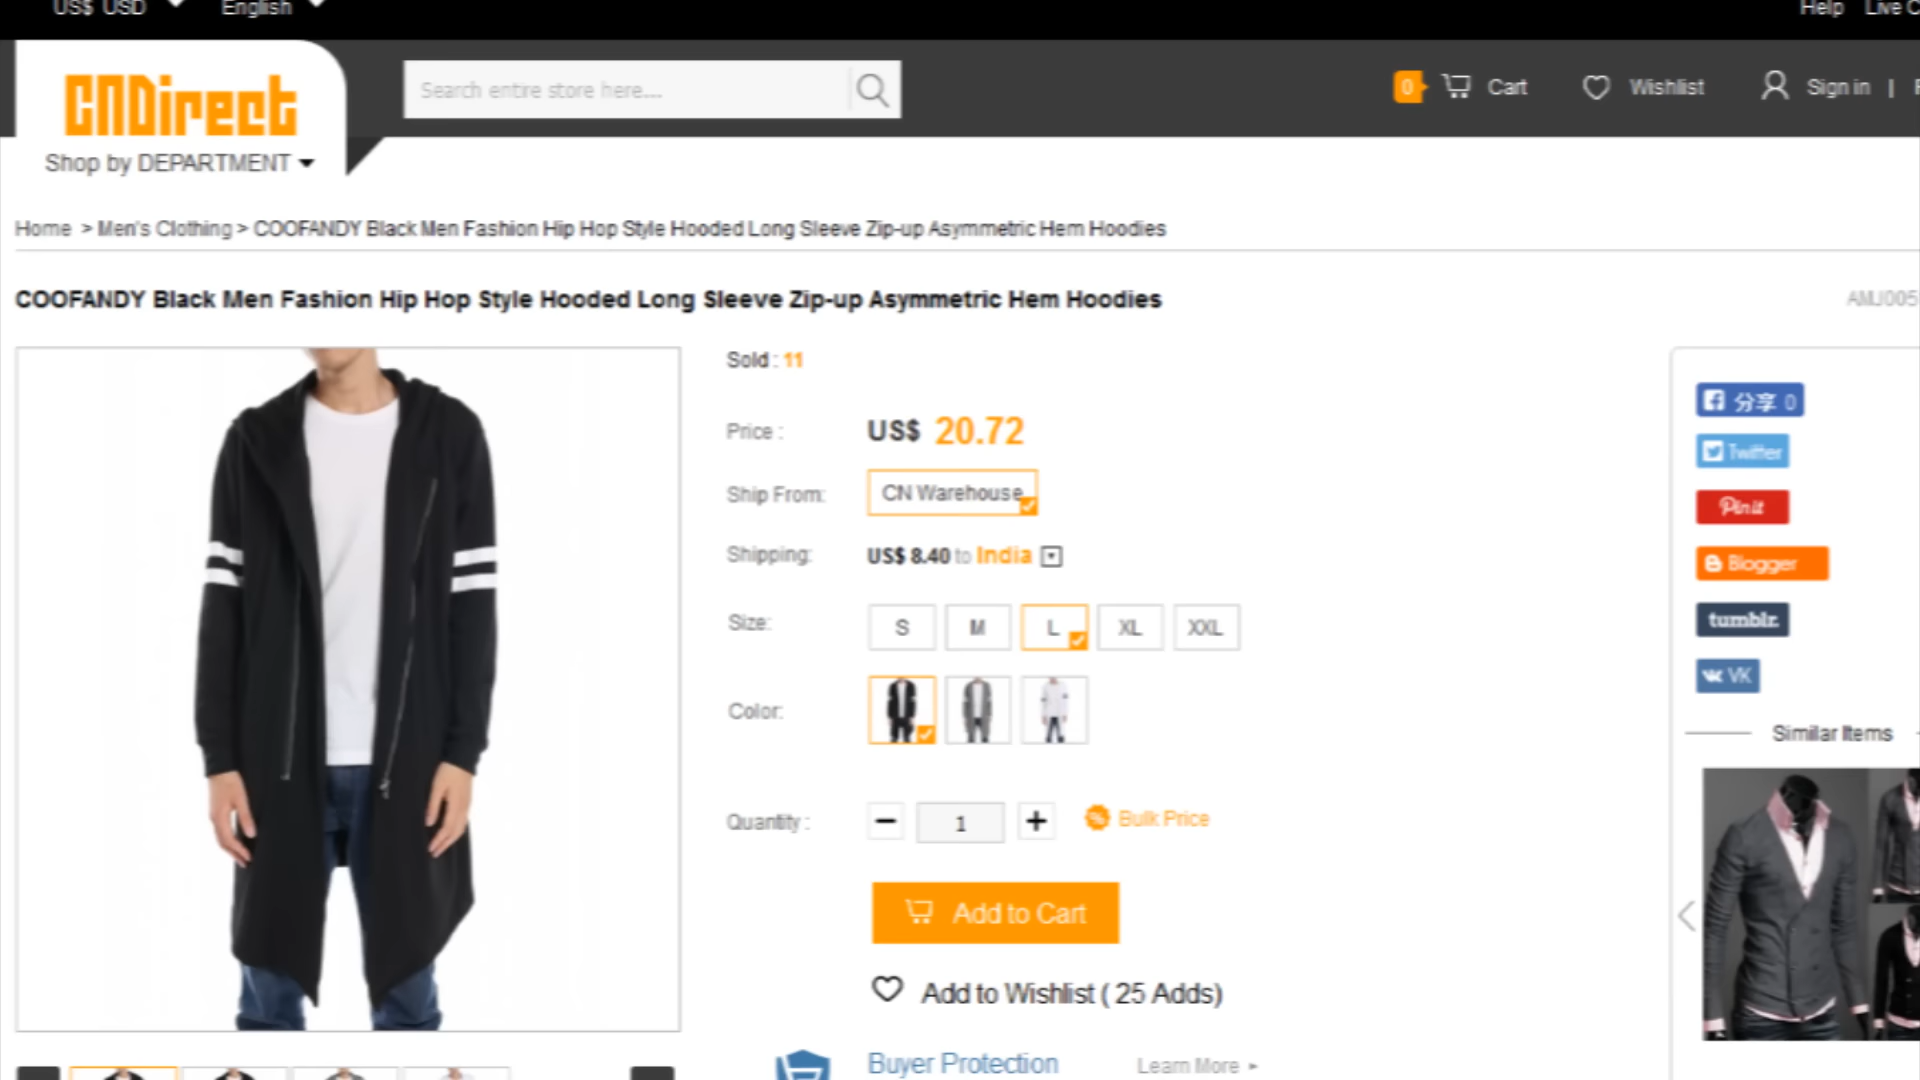 US$ USD English Help Live
CNDirect
Search entire store here...
0 Cart Wishlist Sign in |
Shop by DEPARTMENT
Home > Men's Clothing > COOFANDY Black Men Fashion Hip Hop Style Hooded Long Sleeve Zip-up Asymmetric Hem Hoodies
COOFANDY Black Men Fashion Hip Hop Style Hooded Long Sleeve Zip-up Asymmetric Hem Hoodies
AMJ005
Sold : 11
Price : US$ 20.72
Ship From: CN Warehouse
Shipping: US$ 8.40 to India
Size: S M L XL XXL
Color:
Quantity : 1 Bulk Price
Add to Cart
Add to Wishlist ( 25 Adds)
Buyer Protection Learn More
分享 0
Twitter
Pinit
Blogger
tumblr.
VK
Similar Items